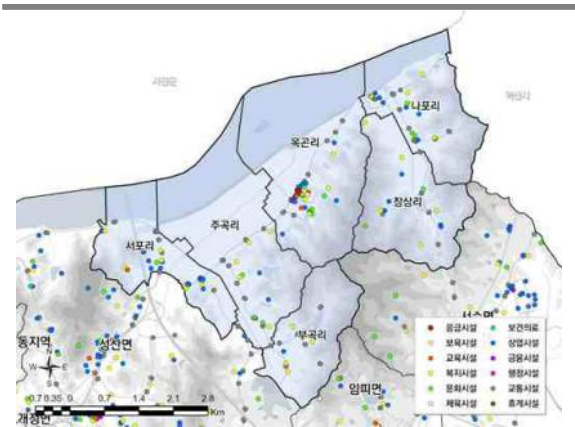 나포리
옥곤리
장상리
주곡리
서포리
부곡리
동지역
성산면
임피면
개정면
N
W E
S
0.7 0.35 0 0.7 1.4 2.1 2.8
Km
응급시설 보건의료
보육시설 상업시설
교육시설 금융시설
복지시설 행정시설
문화시설 교통시설
체육시설 휴게시설